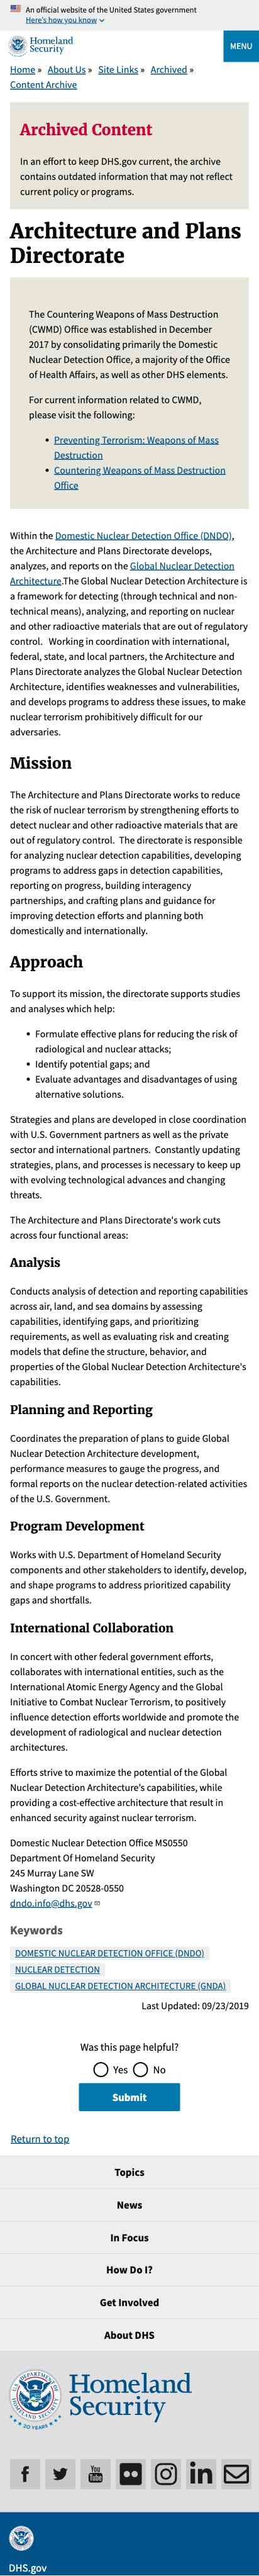 An official website of the United States government
Here's how you know
Homeland
Security
MENU
Home » About Us » Site Links » Archived »
Content Archive
Archived Content
In an effort to keep DHS.gov current, the archive
contains outdated information that may not reflect
current policy or programs.
Architecture and Plans
Directorate
The Countering Weapons of Mass Destruction
(CWMD) Office was established in December
2017 by consolidating primarily the Domestic
Nuclear Detection Office, a majority of the Office
of Health Affairs, as well as other DHS elements.
For current information related to CWMD,
please visit the following:
• Preventing Terrorism: Weapons of Mass
Destruction
• Countering Weapons of Mass Destruction
Office
Within the Domestic Nuclear Detection Office (DNDO),
the Architecture and Plans Directorate develops,
analyzes, and reports on the Global Nuclear Detection
Architecture.The Global Nuclear Detection Architecture is
a framework for detecting (through technical and non-
technical means), analyzing, and reporting on nuclear
and other radioactive materials that are out of regulatory
control. Working in coordination with international,
federal, state, and local partners, the Architecture and
Plans Directorate analyzes the Global Nuclear Detection
Architecture, identifies weaknesses and vulnerabilities,
and develops programs to address these issues, to make
nuclear terrorism prohibitively difficult for our
adversaries.
Mission
The Architecture and Plans Directorate works to reduce
the risk of nuclear terrorism by strengthening efforts to
detect nuclear and other radioactive materials that are
out of regulatory control. The directorate is responsible
for analyzing nuclear detection capabilities, developing
programs to address gaps in detection capabilities,
reporting on progress, building interagency
partnerships, and crafting plans and guidance for
improving detection efforts and planning both
domestically and internationally.
Approach
To support its mission, the directorate supports studies
and analyses which help:
• Formulate effective plans for reducing the risk of
radiological and nuclear attacks;
• Identify potential gaps; and
• Evaluate advantages and disadvantages of using
alternative solutions.
Strategies and plans are developed in close coordination
with U.S. Government partners as well as the private
sector and international partners. Constantly updating
strategies, plans, and processes is necessary to keep up
with evolving technological advances and changing
threats.
The Architecture and Plans Directorate's work cuts
across four functional areas:
Analysis
Conducts analysis of detection and reporting capabilities
across air, land, and sea domains by assessing
capabilities, identifying gaps, and prioritizing
requirements, as well as evaluating risk and creating
models that define the structure, behavior, and
properties of the Global Nuclear Detection Architecture's
capabilities.
Planning and Reporting
Coordinates the preparation of plans to guide Global
Nuclear Detection Architecture development,
performance measures to gauge the progress, and
formal reports on the nuclear detection-related activities
of the U.S. Government.
Program Development
Works with U.S. Department of Homeland Security
components and other stakeholders to identify, develop,
and shape programs to address prioritized capability
gaps and shortfalls.
International Collaboration
In concert with other federal government efforts,
collaborates with international entities, such as the
International Atomic Energy Agency and the Global
Initiative to Combat Nuclear Terrorism, to positively
influence detection efforts worldwide and promote the
development of radiological and nuclear detection
architectures.
Efforts strive to maximize the potential of the Global
Nuclear Detection Architecture's capabilities, while
providing a cost-effective architecture that result in
enhanced security against nuclear terrorism.
Domestic Nuclear Detection Office MS0550
Department Of Homeland Security
245 Murray Lane SW
Washington DC 20528-0550
dndo.info@dhs.gov
Keywords
DOMESTIC NUCLEAR DETECTION OFFICE (DNDO)
NUCLEAR DETECTION
GLOBAL NUCLEAR DETECTION ARCHITECTURE (GNDA)
Last Updated: 09/23/2019
Was this page helpful?
Yes No
Submit
Return to top
Topics
News
In Focus
How Do I?
Get Involved
About DHS
Homeland
Security
20 YEARS
You
Tube
DHS.gov